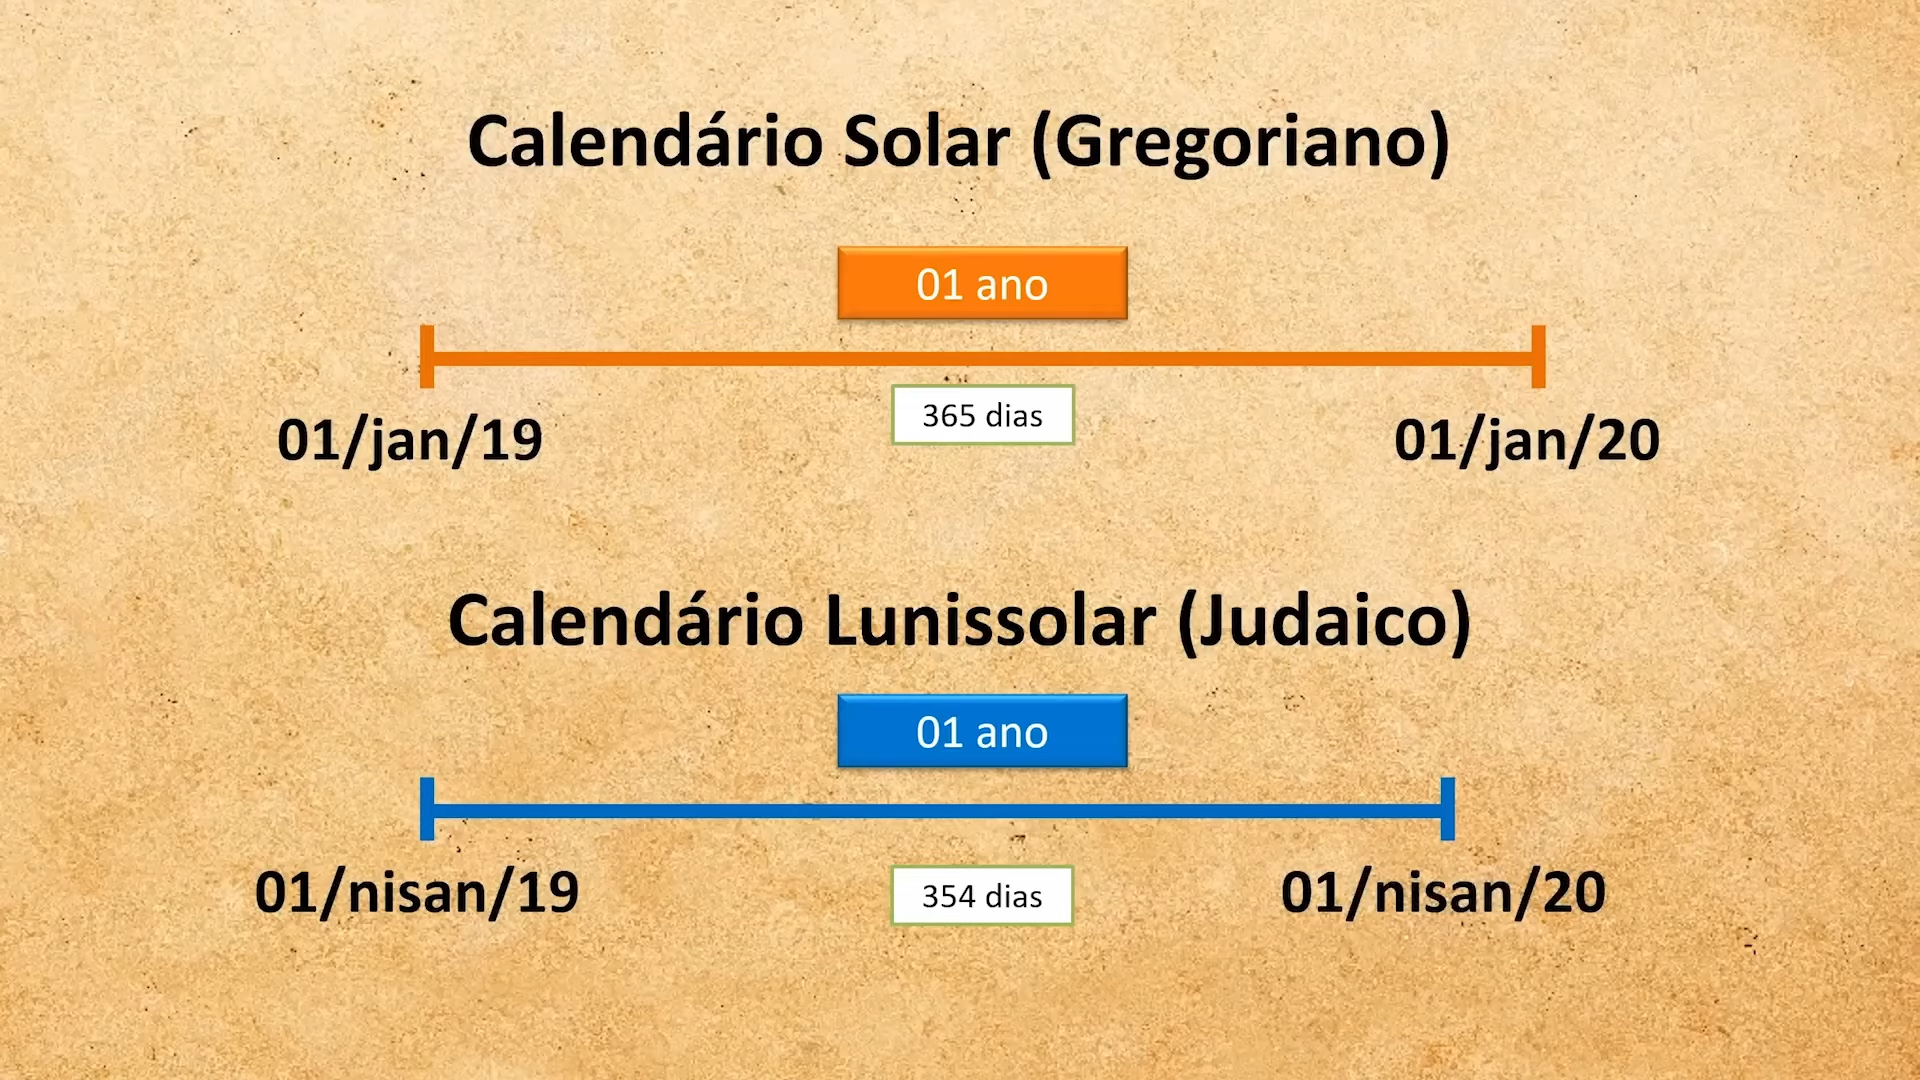 Calendário Solar (Gregoriano)
01 ano
365 dias
01/jan/19
01/jan/20
Calendário Lunissolar (Judaico)
01 ano
01/nisan/19
354 dias
01/nisan/20